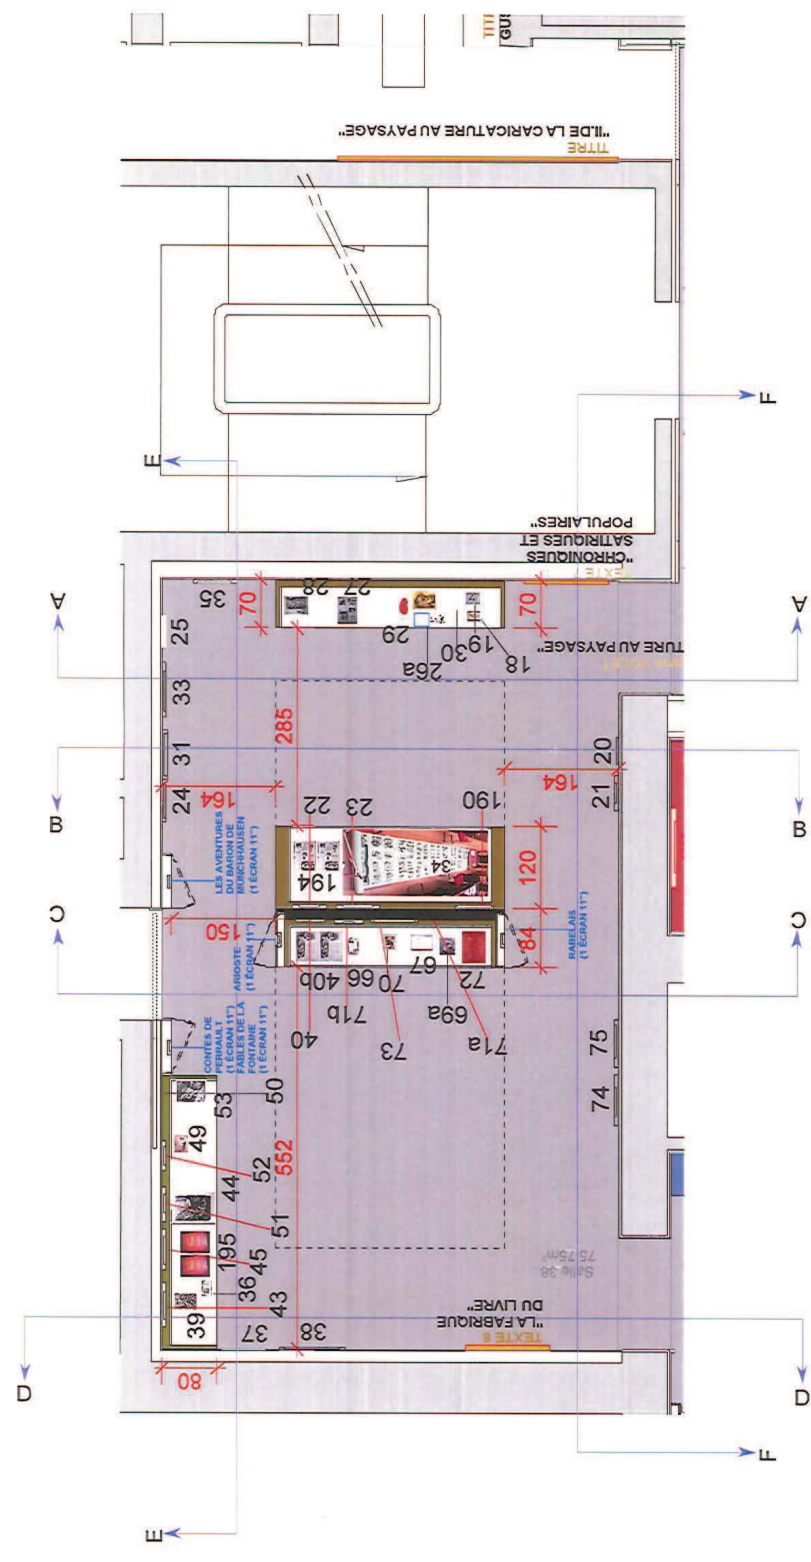 TITR
GUS
TITRE
"II.DE LA CARICATURE AU PAYSAGE"
E
F
TEXTE 7
"CHRONIQUES
SATIRIQUES ET
POPULAIRES"
A
35
70
28
27
29
26a
30
19
18
70
TURE AU PAYSAGE"
A
25
33
31
24
285
164
164
20
21
B
B
LES AVENTURES
DU BARON DE
MUNCHHAUSEN
(1 ÉCRAN 11")
22
23
190
194
34
120
84
C
C
150
ARIOSTE
(1 ÉCRAN 11")
RABELAIS
(1 ÉCRAN 11")
40b
66
70
67
72
40
71b
73
69a
71a
CONTES DE
PERRAULT
(1 ÉCRAN 11")
FABLES DE LA
FONTAINE
(1 ÉCRAN 11")
50
53
49
52
552
44
51
195
45
36
43
39
37
38
80
75
74
Salle 38
75.75m²
TEXTE 6
"LA FABRIQUE
DU LIVRE"
D
D
E
F